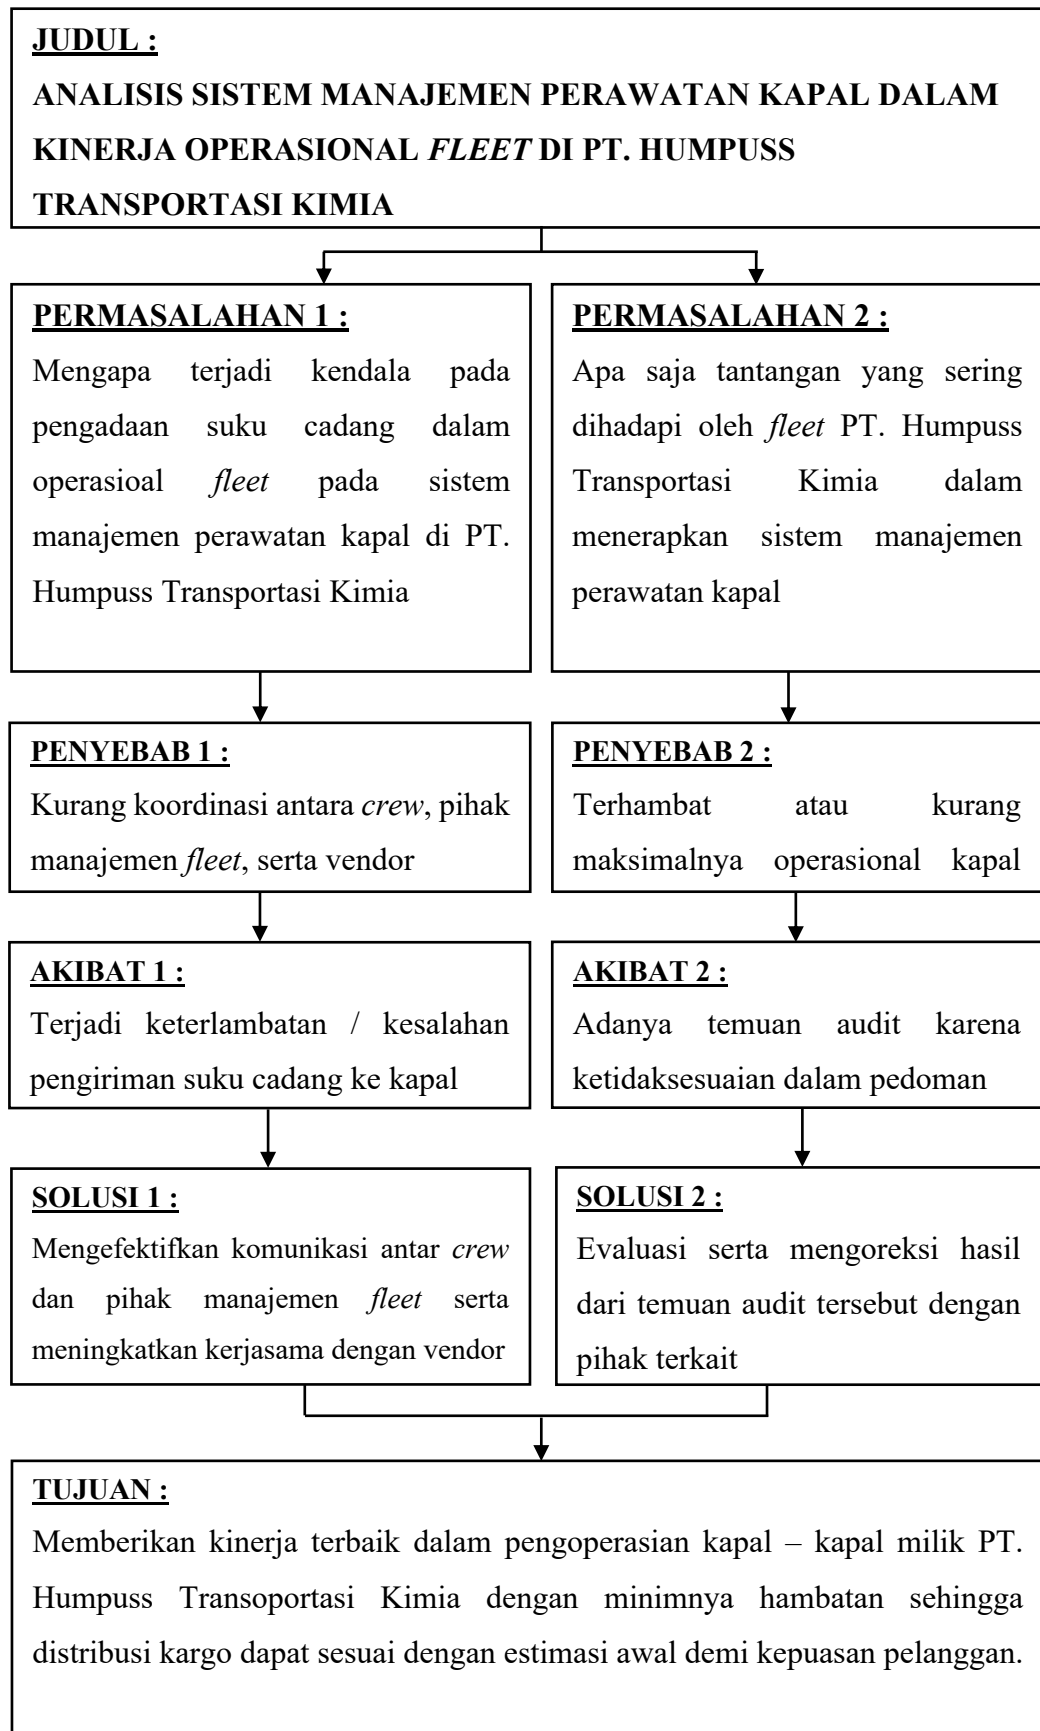 JUDUL :
ANALISIS SISTEM MANAJEMEN PERAWATAN KAPAL DALAM
KINERJA OPERASIONAL FLEET DI PT. HUMPUSS
TRANSPORTASI KIMIA
PERMASALAHAN 1 :
Mengapa terjadi kendala pada
pengadaan suku cadang dalam
operasioal fleet pada sistem
manajemen perawatan kapal di PT.
Humpuss Transportasi Kimia
PERMASALAHAN 2 :
Apa saja tantangan yang sering
dihadapi oleh fleet PT. Humpuss
Transportasi Kimia dalam
menerapkan sistem manajemen
perawatan kapal
PENYEBAB 1 :
Kurang koordinasi antara crew, pihak
manajemen fleet, serta vendor
PENYEBAB 2 :
Terhambat atau kurang
maksimalnya operasional kapal
AKIBAT 1 :
Terjadi keterlambatan / kesalahan
pengiriman suku cadang ke kapal
AKIBAT 2 :
Adanya temuan audit karena
ketidaksesuaian dalam pedoman
SOLUSI 1 :
Mengefektifkan komunikasi antar crew
dan pihak manajemen fleet serta
meningkatkan kerjasama dengan vendor
SOLUSI 2 :
Evaluasi serta mengoreksi hasil
dari temuan audit tersebut dengan
pihak terkait
TUJUAN :
Memberikan kinerja terbaik dalam pengoperasian kapal – kapal milik PT.
Humpuss Transoportasi Kimia dengan minimnya hambatan sehingga
distribusi kargo dapat sesuai dengan estimasi awal demi kepuasan pelanggan.